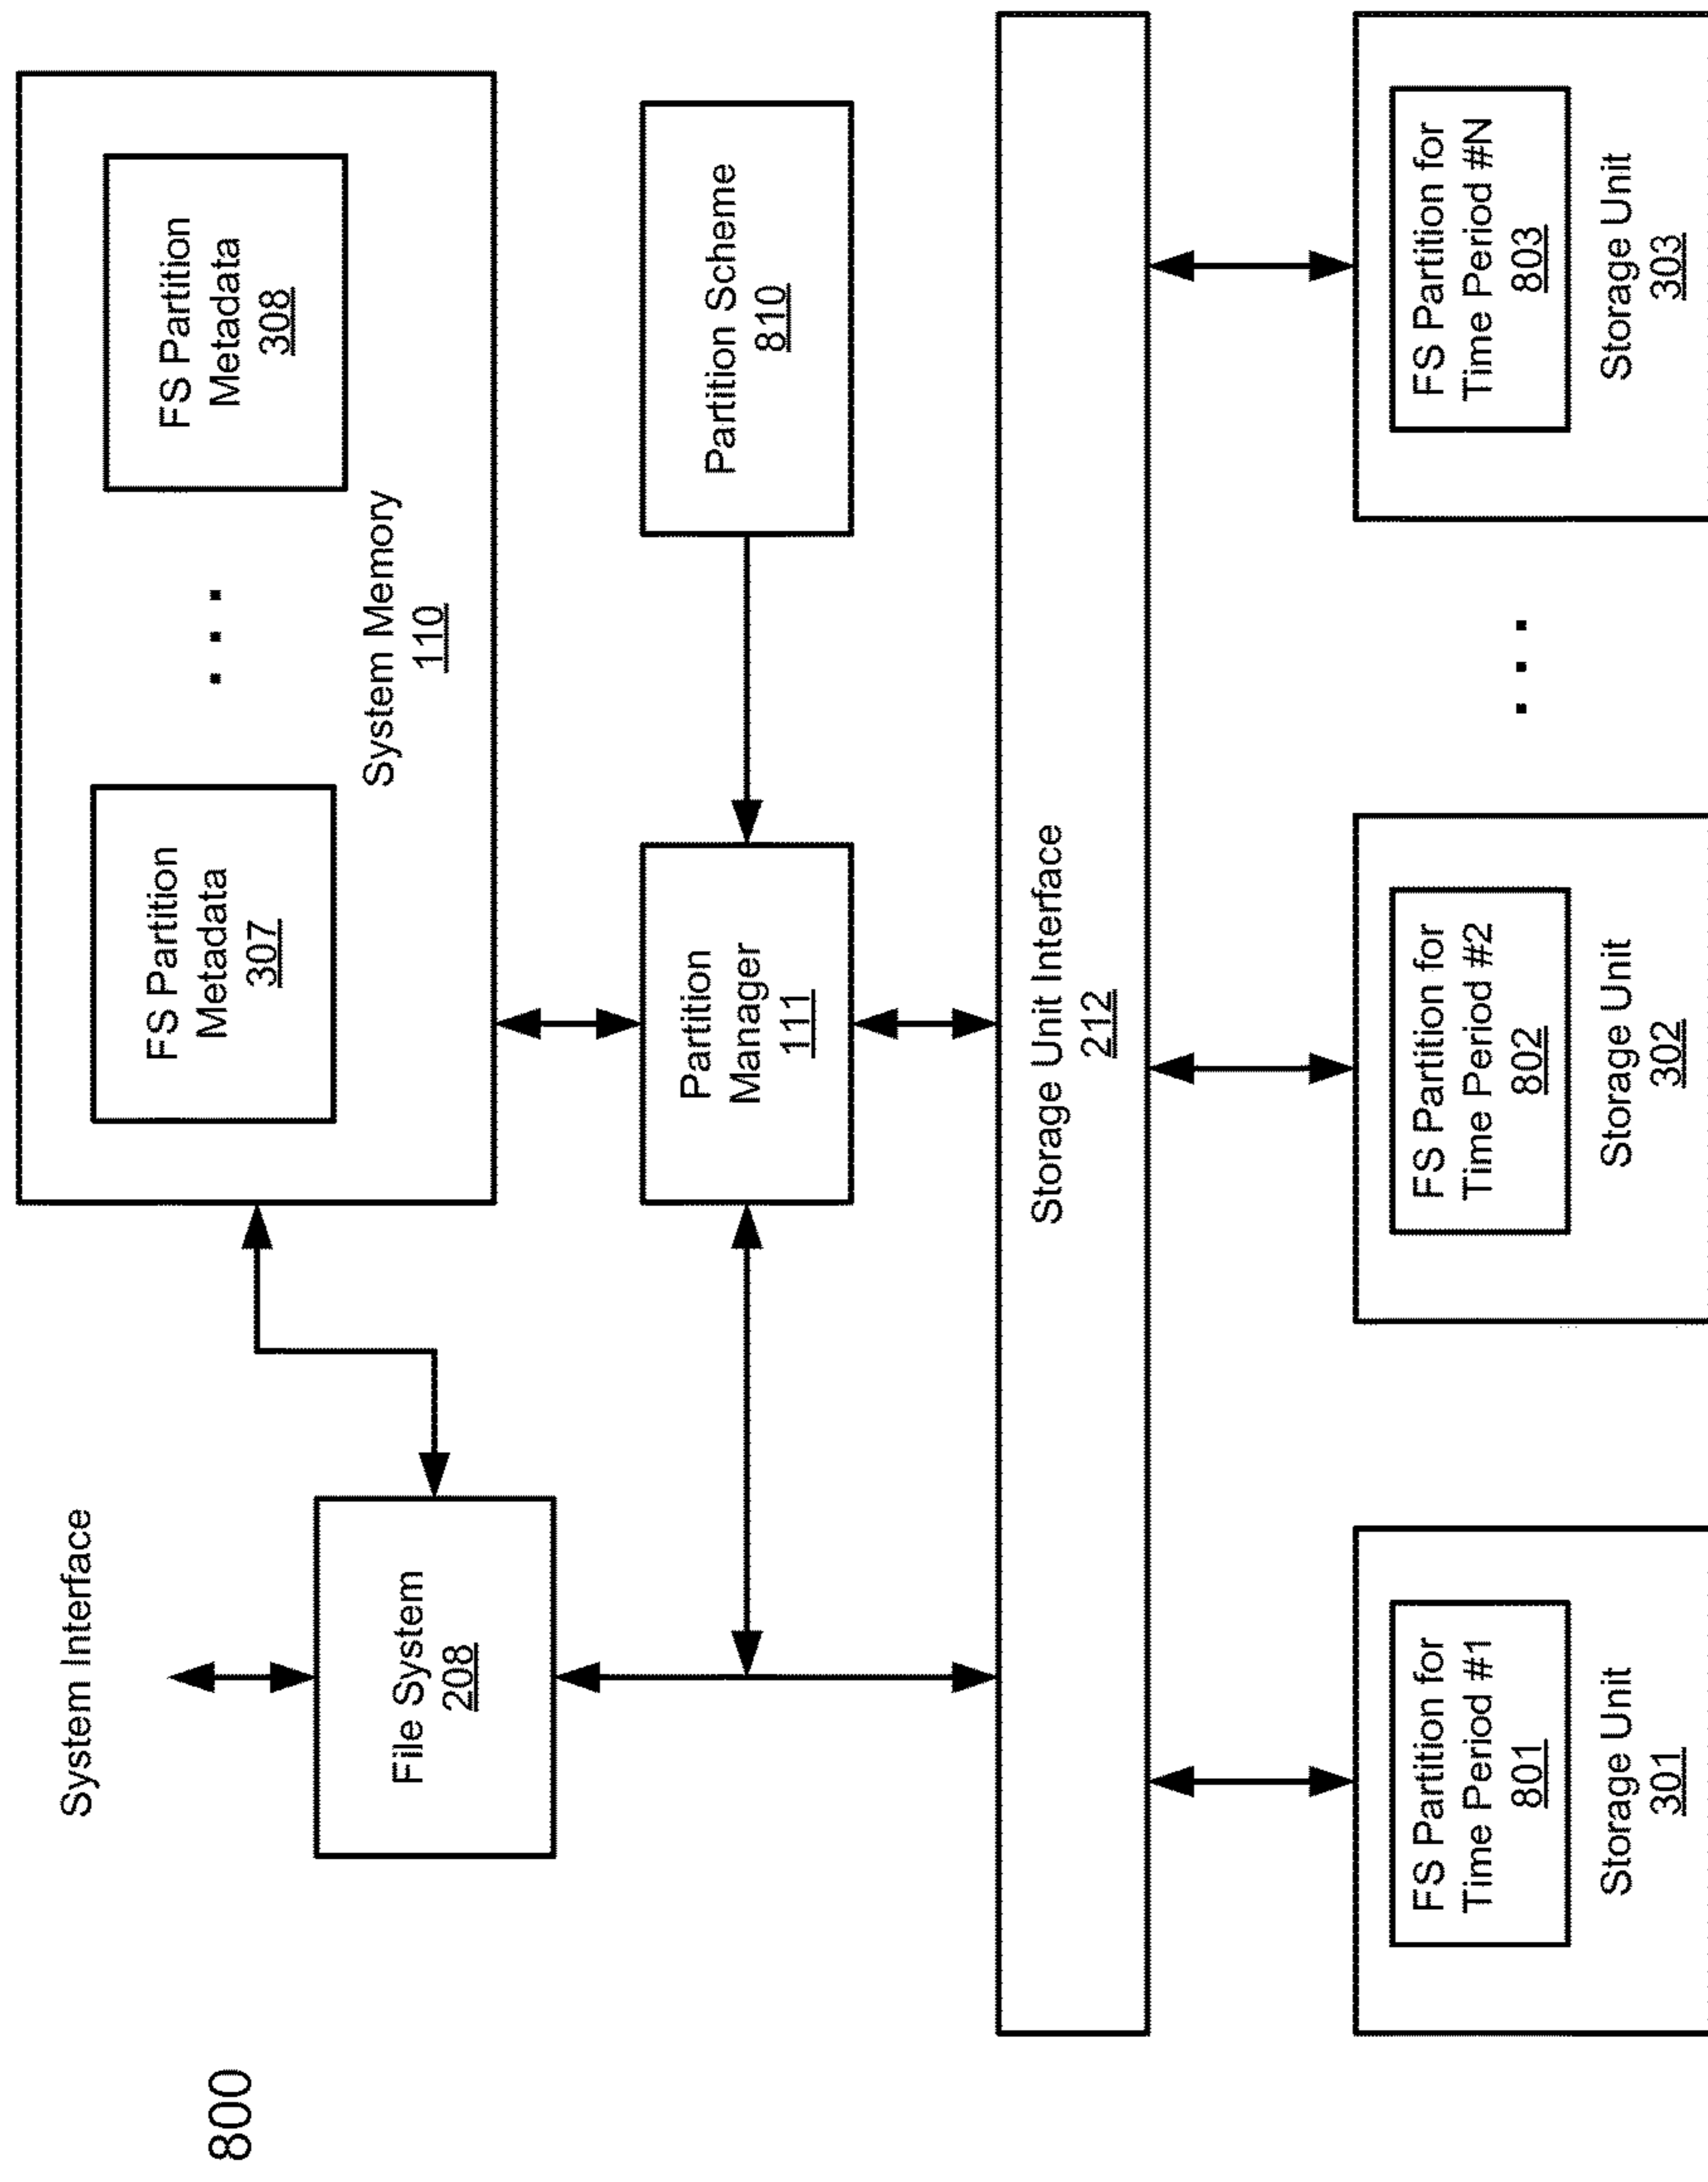 800
System Interface
File System
208
FS Partition
Metadata
307
. . .
FS Partition
Metadata
308
System Memory
110
Partition
Manager
111
Partition Scheme
810
Storage Unit Interface
212
FS Partition for
Time Period #1
801
Storage Unit
301
FS Partition for
Time Period #2
802
Storage Unit
302
. . .
FS Partition for
Time Period #N
803
Storage Unit
303